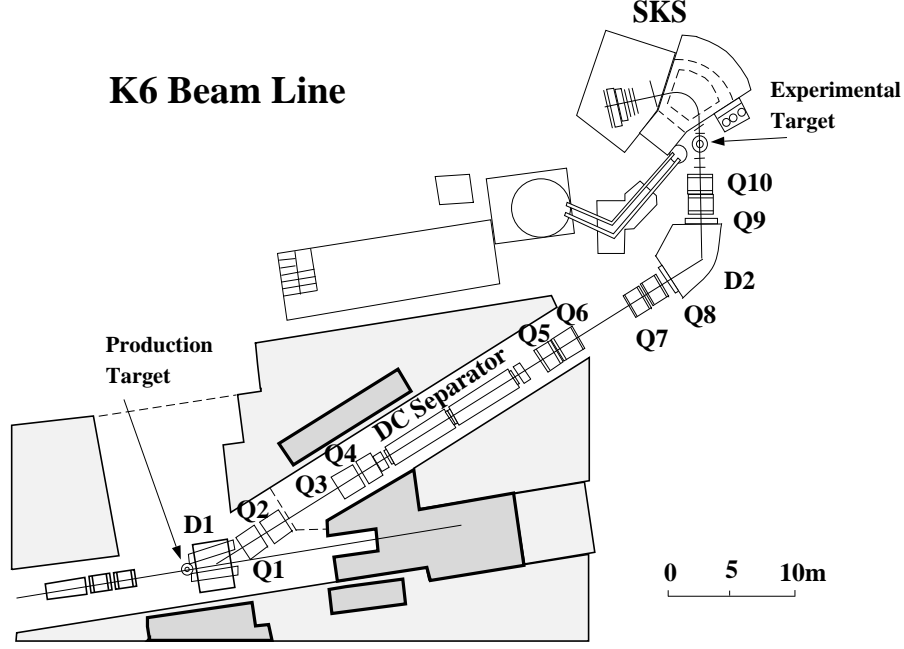 SKS
K6 Beam Line
Experimental
Target
Q10
Q9
D2
Q8
Q7
Q6
Q5
DC Separator
Production
Target
Q4
Q3
Q2
D1
Q1
0 5 10m